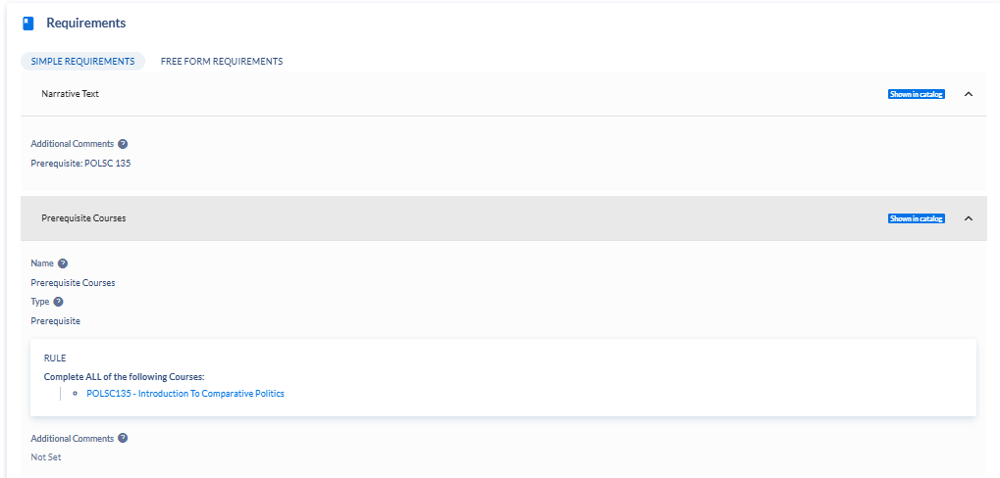 Requirements
SIMPLE REQUIREMENTS FREE FORM REQUIREMENTS
Narrative Text Shown in catalog
Additional Comments ?
Prerequisite: POLSC 135
Prerequisite Courses Shown in catalog
Name ?
Prerequisite Courses
Type ?
Prerequisite
RULE
Complete ALL of the following Courses:
POLSC135 - Introduction To Comparative Politics
Additional Comments ?
Not Set